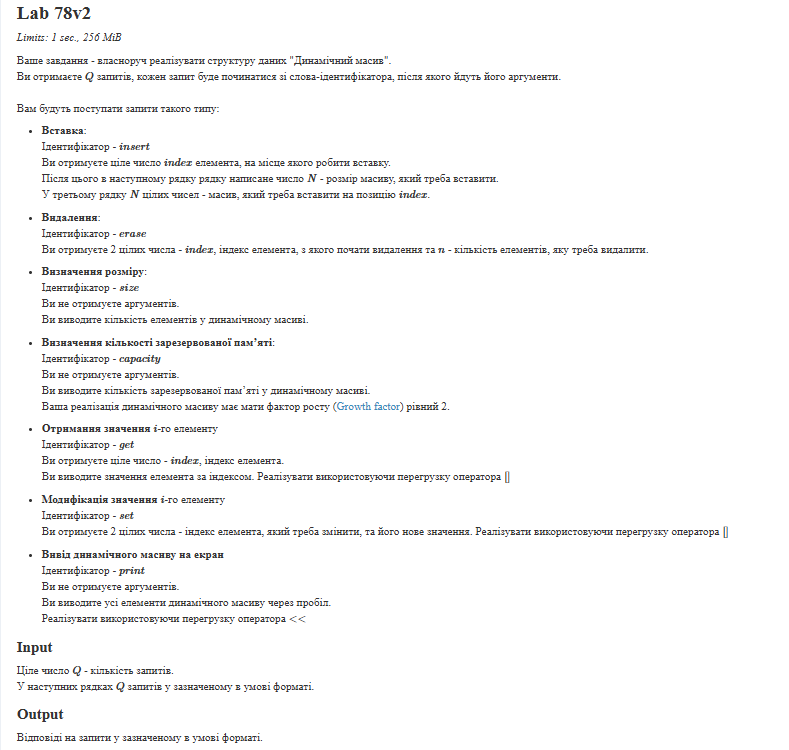 Lab 78v2
Limits: 1 sec., 256 MiB
Ваше завдання - власноруч реалізувати структуру даних "Динамічний масив".
Ви отримаєте Q запитів, кожен запит буде починатися зі слова-ідентифікатора, після якого йдуть його аргументи.
Вам будуть поступати запити такого типу:
• Вставка:
Ідентифікатор - insert
Ви отримуєте ціле число index елемента, на місце якого робити вставку.
Після цього в наступному рядку рядку написане число N - розмір масиву, який треба вставити.
У третьому рядку N цілих чисел - масив, який треба вставити на позицію index.
• Видалення:
Ідентифікатор - erase
Ви отримуєте 2 цілих числа - index, індекс елемента, з якого почати видалення та n - кількість елементів, яку треба видалити.
• Визначення розміру:
Ідентифікатор - size
Ви не отримуєте аргументів.
Ви виводите кількість елементів у динамічному масиві.
• Визначення кількості зарезервованої пам'яті:
Ідентифікатор - capacity
Ви не отримуєте аргументів.
Ви виводите кількість зарезервованої пам'яті у динамічному масиві.
Ваша реалізація динамічного масиву має мати фактор росту (Growth factor) рівний 2.
• Отримання значення i-го елементу
Ідентифікатор - get
Ви отримуєте ціле число - index, індекс елемента.
Ви виводите значення елемента за індексом. Реалізувати використовуючи перегрузку оператора []
• Модифікація значення i-го елементу
Ідентифікатор - set
Ви отримуєте 2 цілих числа - індекс елемента, який треба змінити, та його нове значення. Реалізувати використовуючи перегрузку оператора []
• Вивід динамічного масиву на екран
Ідентифікатор - print
Ви не отримуєте аргументів.
Ви виводите усі елементи динамічного масиву через пробіл.
Реалізувати використовуючи перегрузку оператора <<
Input
Ціле число Q - кількість запитів.
У наступних рядках Q запитів у зазначеному в умові форматі.
Output
Відповіді на запити у зазначеному в умові форматі.